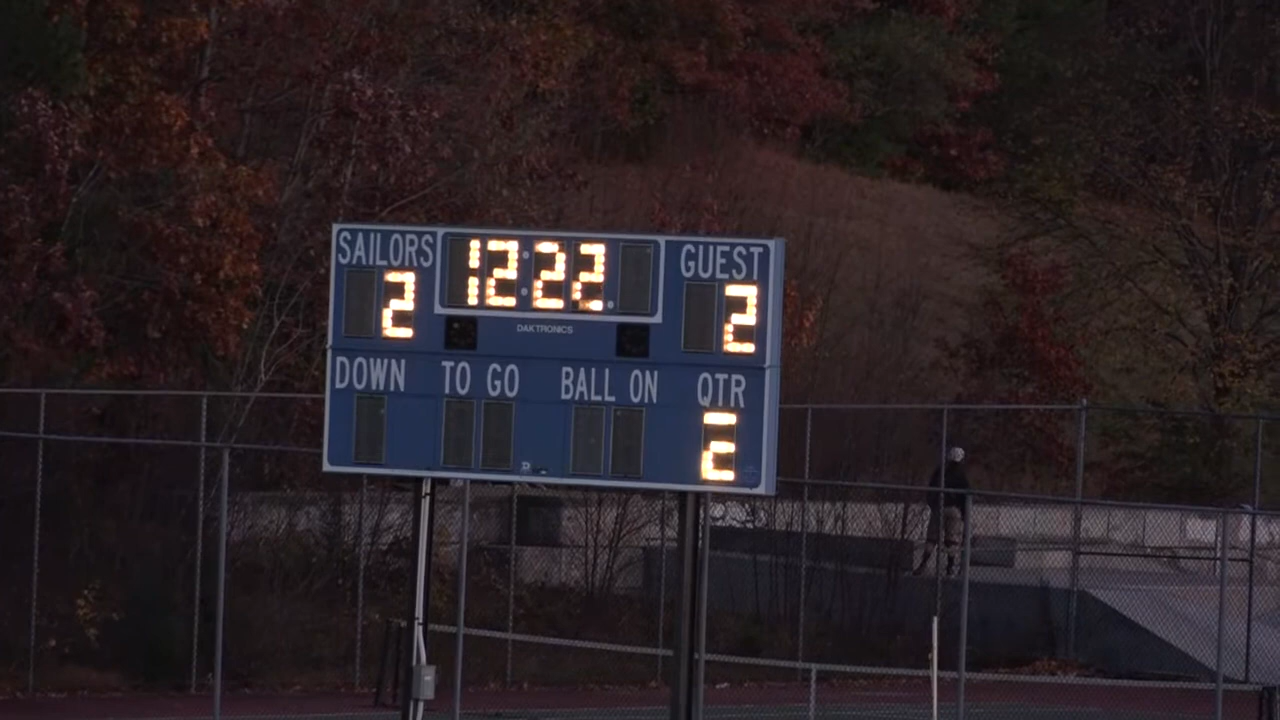 SAILORS 12:22 GUEST
2 2
DAKTRONICS
DOWN TO GO BALL ON QTR
2